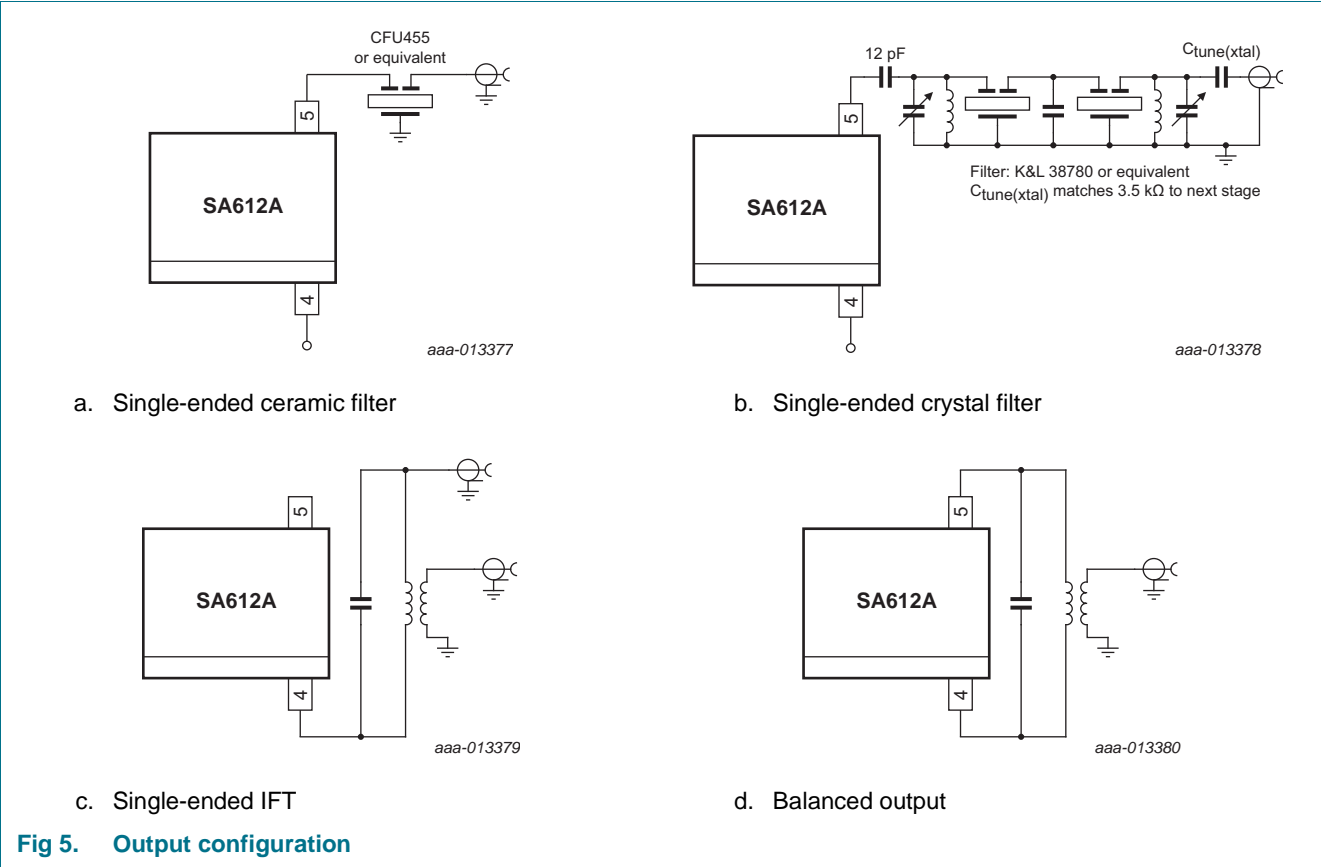 CFU455
or equivalent
5
SA612A
4
aaa-013377
a. Single-ended ceramic filter
12 pF
Ctune(xtal)
5
Filter: K&L 38780 or equivalent
Ctune(xtal) matches 3.5 kΩ to next stage
SA612A
4
aaa-013378
b. Single-ended crystal filter
5
SA612A
4
aaa-013379
c. Single-ended IFT
5
SA612A
4
aaa-013380
d. Balanced output
Fig 5. Output configuration